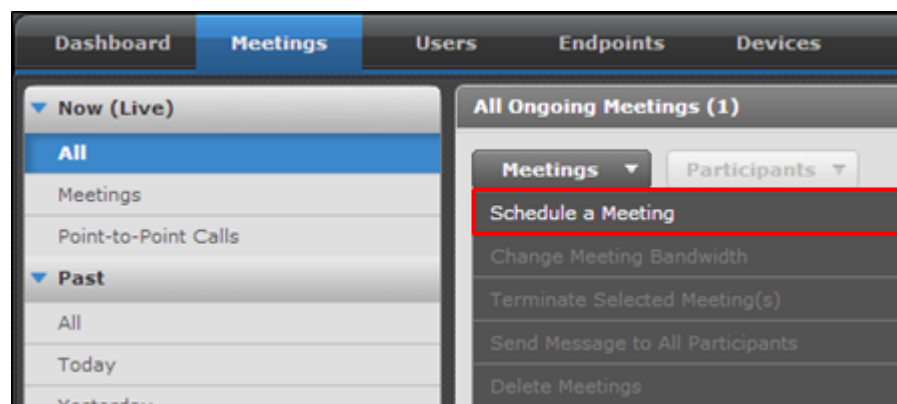 Dashboard Meetings Users Endpoints Devices
Now (Live)
All
Meetings
Point-to-Point Calls
Past
All
Today
Yesterday
All Ongoing Meetings (1)
Meetings Participants
Schedule a Meeting
Change Meeting Bandwidth
Terminate Selected Meeting(s)
Send Message to All Participants
Delete Meetings